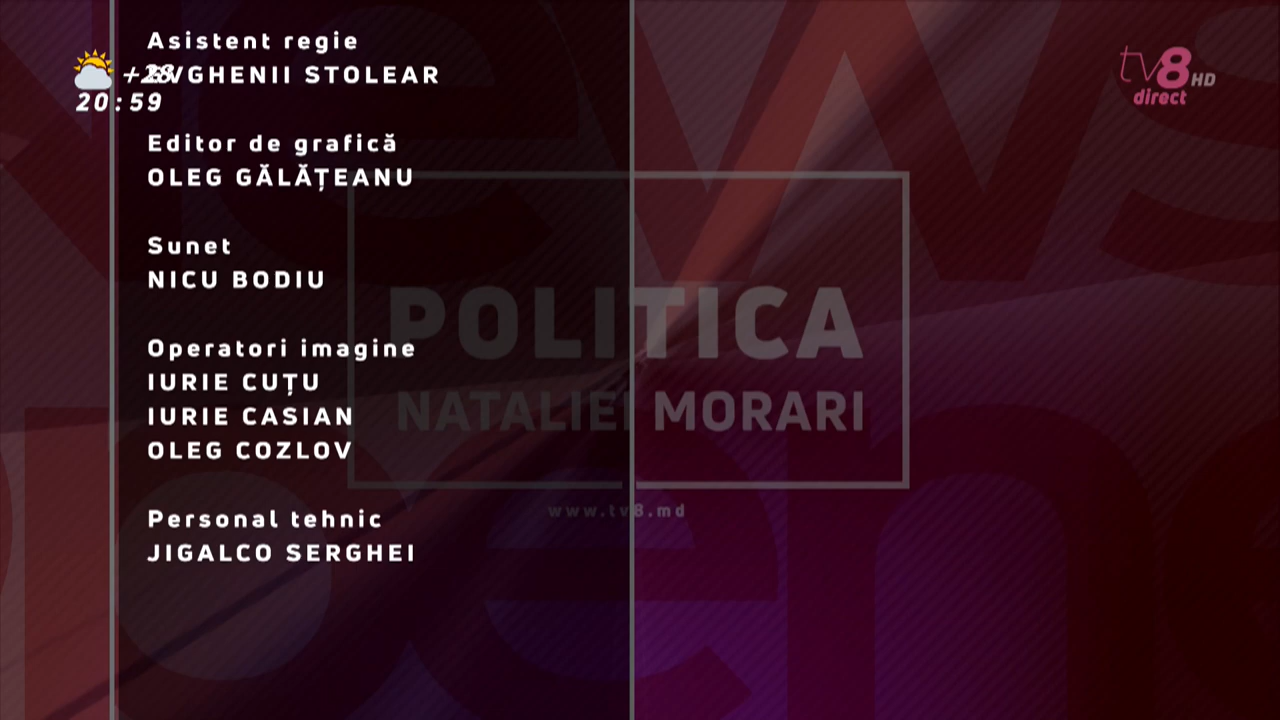 Asistent regie
EVGHENII STOLEAR
+28
20:59
tv8 HD
direct
Editor de grafică
OLEG GĂLĂȚEANU
Sunet
NICU BODIU
Operatori imagine
IURIE CUȚU
IURIE CASIAN
OLEG COZLOV
Personal tehnic
JIGALCO SERGHEI
POLITICA
NATALIEI MORARI
www.tv8.md
news